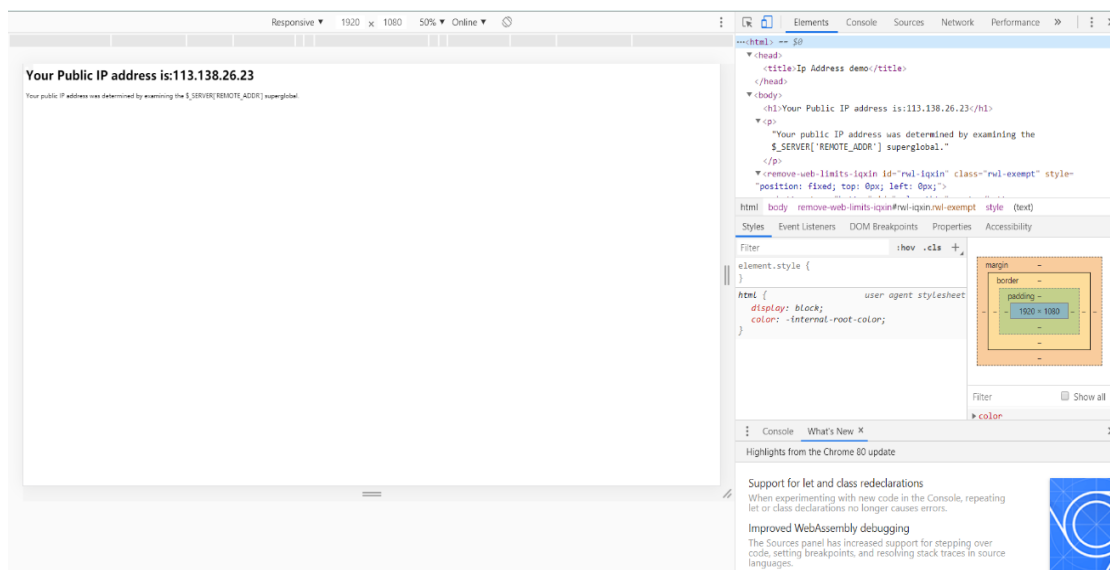 Responsive ▼ 1920 x 1080 50% ▼ Online ▼
Your Public IP address is:113.138.26.23
Your public IP address was determined by examining the $_SERVER['REMOTE_ADDR'] superglobal.
Elements Console Sources Network Performance »
···<html> == $0
▼<head>
<title>Ip Address demo</title>
</head>
▼<body>
<h1>Your Public IP address is:113.138.26.23</h1>
▼<p>
"Your public IP address was determined by examining the
$_SERVER['REMOTE_ADDR'] superglobal."
</p>
▼<remove-web-limits-iqxin id="rwl-iqxin" class="rwl-exempt" style=
"position: fixed; top: 0px; left: 0px;">
html body remove-web-limits-iqxin#rwl-iqxin.rwl-exempt style (text)
Styles Event Listeners DOM Breakpoints Properties Accessibility
Filter :hov .cls +
element.style {
}
html { user agent stylesheet
display: block;
color: -internal-root-color;
}
margin -
border -
padding -
- - - 1920 × 1080 - - -
-
-
-
Filter Show all
▶ color
Console What's New ×
Highlights from the Chrome 80 update
Support for let and class redeclarations
When experimenting with new code in the Console, repeating
let or class declarations no longer causes errors.
Improved WebAssembly debugging
The Sources panel has increased support for stepping over
code, setting breakpoints, and resolving stack traces in source
languages.